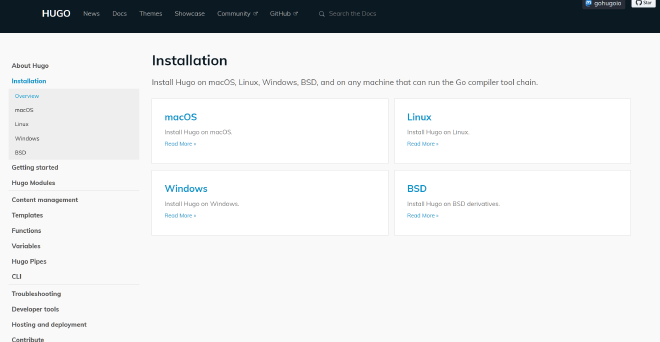 HUGO News Docs Themes Showcase Community GitHub Search the Docs gohugoio Star
About Hugo
Installation
Overview
macOS
Linux
Windows
BSD
Getting started
Hugo Modules
Content management
Templates
Functions
Variables
Hugo Pipes
CLI
Troubleshooting
Developer tools
Hosting and deployment
Contribute
Installation
Install Hugo on macOS, Linux, Windows, BSD, and on any machine that can run the Go compiler tool chain.
macOS
Install Hugo on macOS.
Read More »
Linux
Install Hugo on Linux.
Read More »
Windows
Install Hugo on Windows.
Read More »
BSD
Install Hugo on BSD derivatives.
Read More »